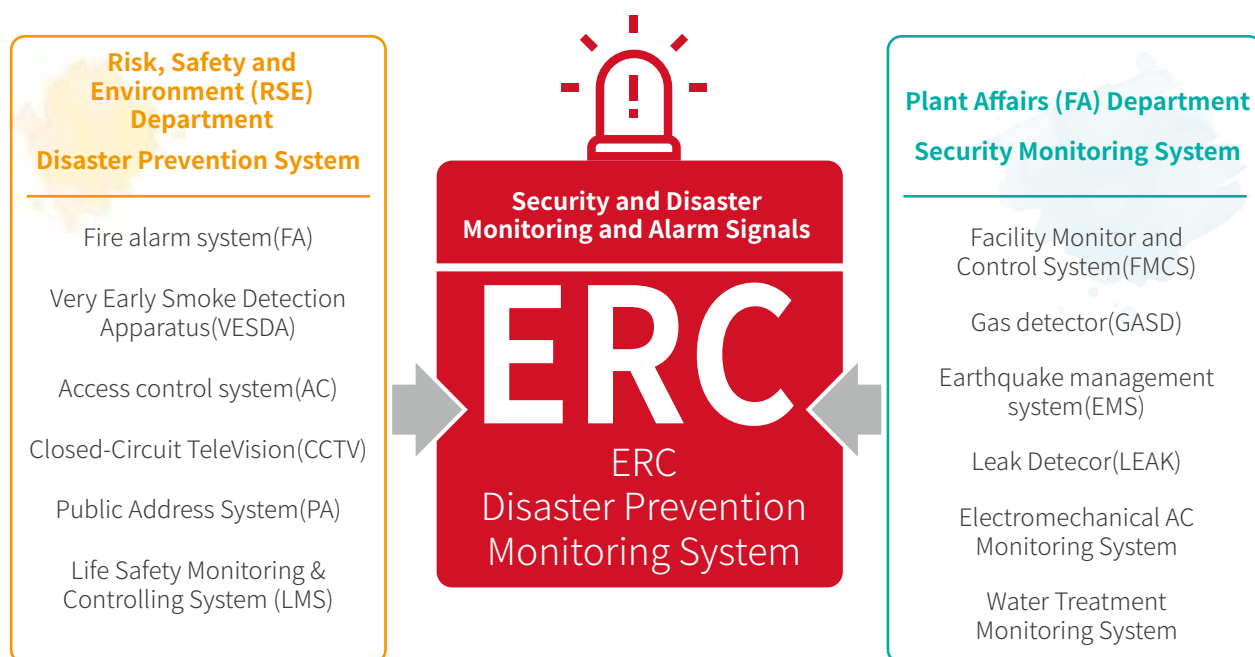 Risk, Safety and
Environment (RSE)
Department
Disaster Prevention System
Fire alarm system(FA)
Very Early Smoke Detection
Apparatus(VESDA)
Access control system(AC)
Closed-Circuit TeleVision(CCTV)
Public Address System(PA)
Life Safety Monitoring &
Controlling System (LMS)
!
Security and Disaster
Monitoring and Alarm Signals
ERC
ERC
Disaster Prevention
Monitoring System
Plant Affairs (FA) Department
Security Monitoring System
Facility Monitor and
Control System(FMCS)
Gas detector(GASD)
Earthquake management
system(EMS)
Leak Detecor(LEAK)
Electromechanical AC
Monitoring System
Water Treatment
Monitoring System